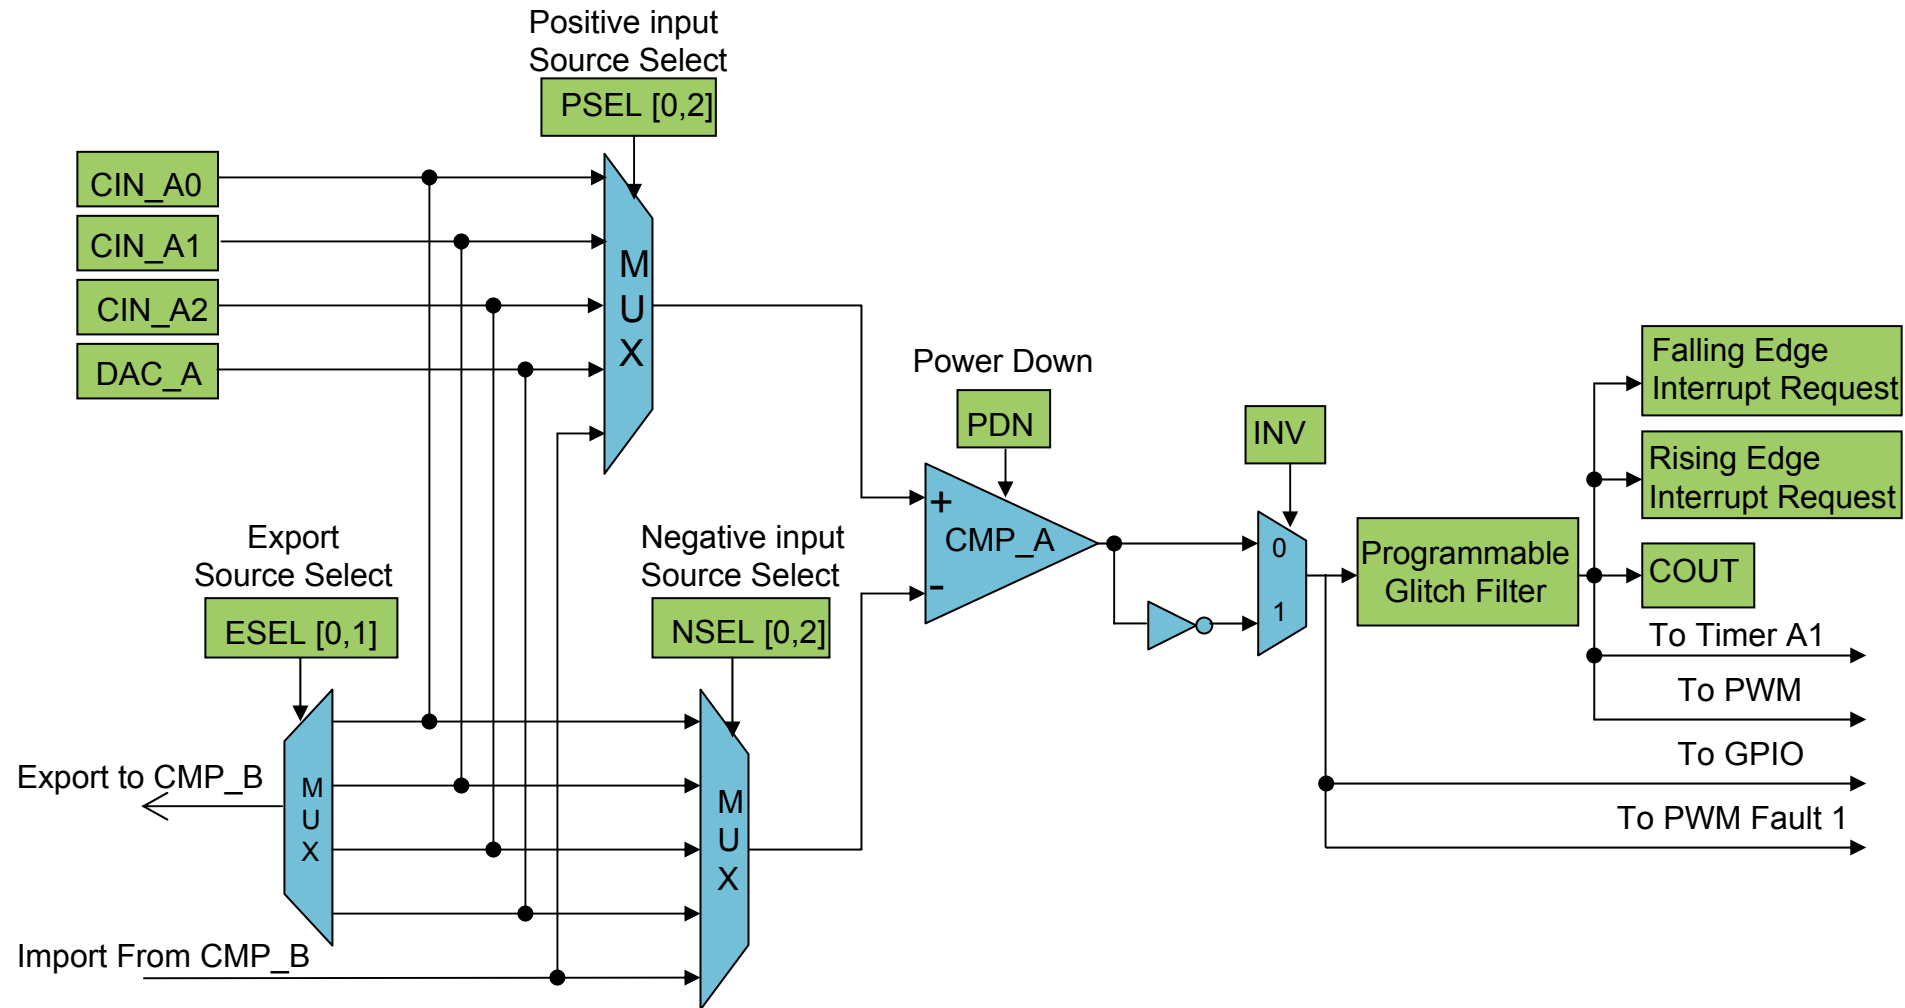 Positive input
Source Select
PSEL [0,2]
CIN_A0
CIN_A1
CIN_A2
DAC_A
M
U
X
Power Down
PDN
INV
+
CMP_A
-
0
1
Programmable
Glitch Filter
Falling Edge
Interrupt Request
Rising Edge
Interrupt Request
COUT
To Timer A1
To PWM
To GPIO
To PWM Fault 1
Export
Source Select
ESEL [0,1]
Negative input
Source Select
NSEL [0,2]
Export to CMP_B
M
U
X
M
U
X
Import From CMP_B